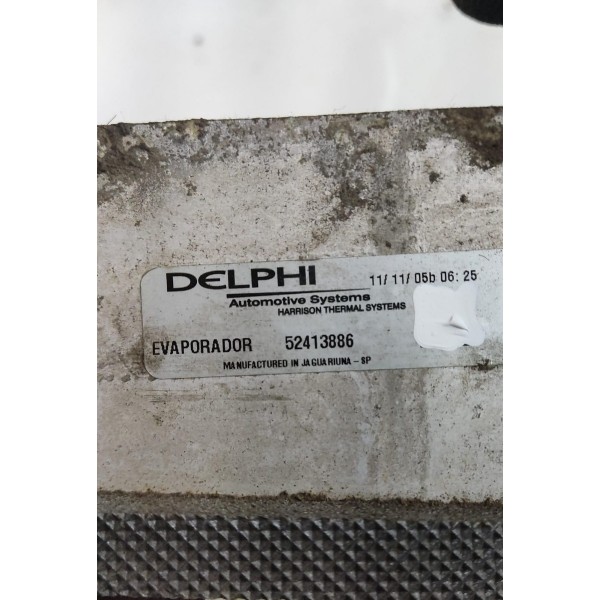 DELPHI 11/ 11/ 05b 06: 25
Automotive Systems
HARRISON THERMAL SYSTEMS
EVAPORADOR 52413886
MANUFACTURED IN JAGUARIUNA - SP